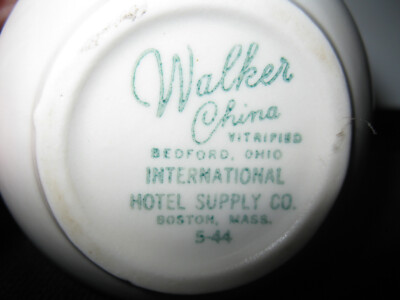 Walker
China
VITRIFIED
BEDFORD, OHIO
INTERNATIONAL
HOTEL SUPPLY CO.
BOSTON, MASS.
5-44